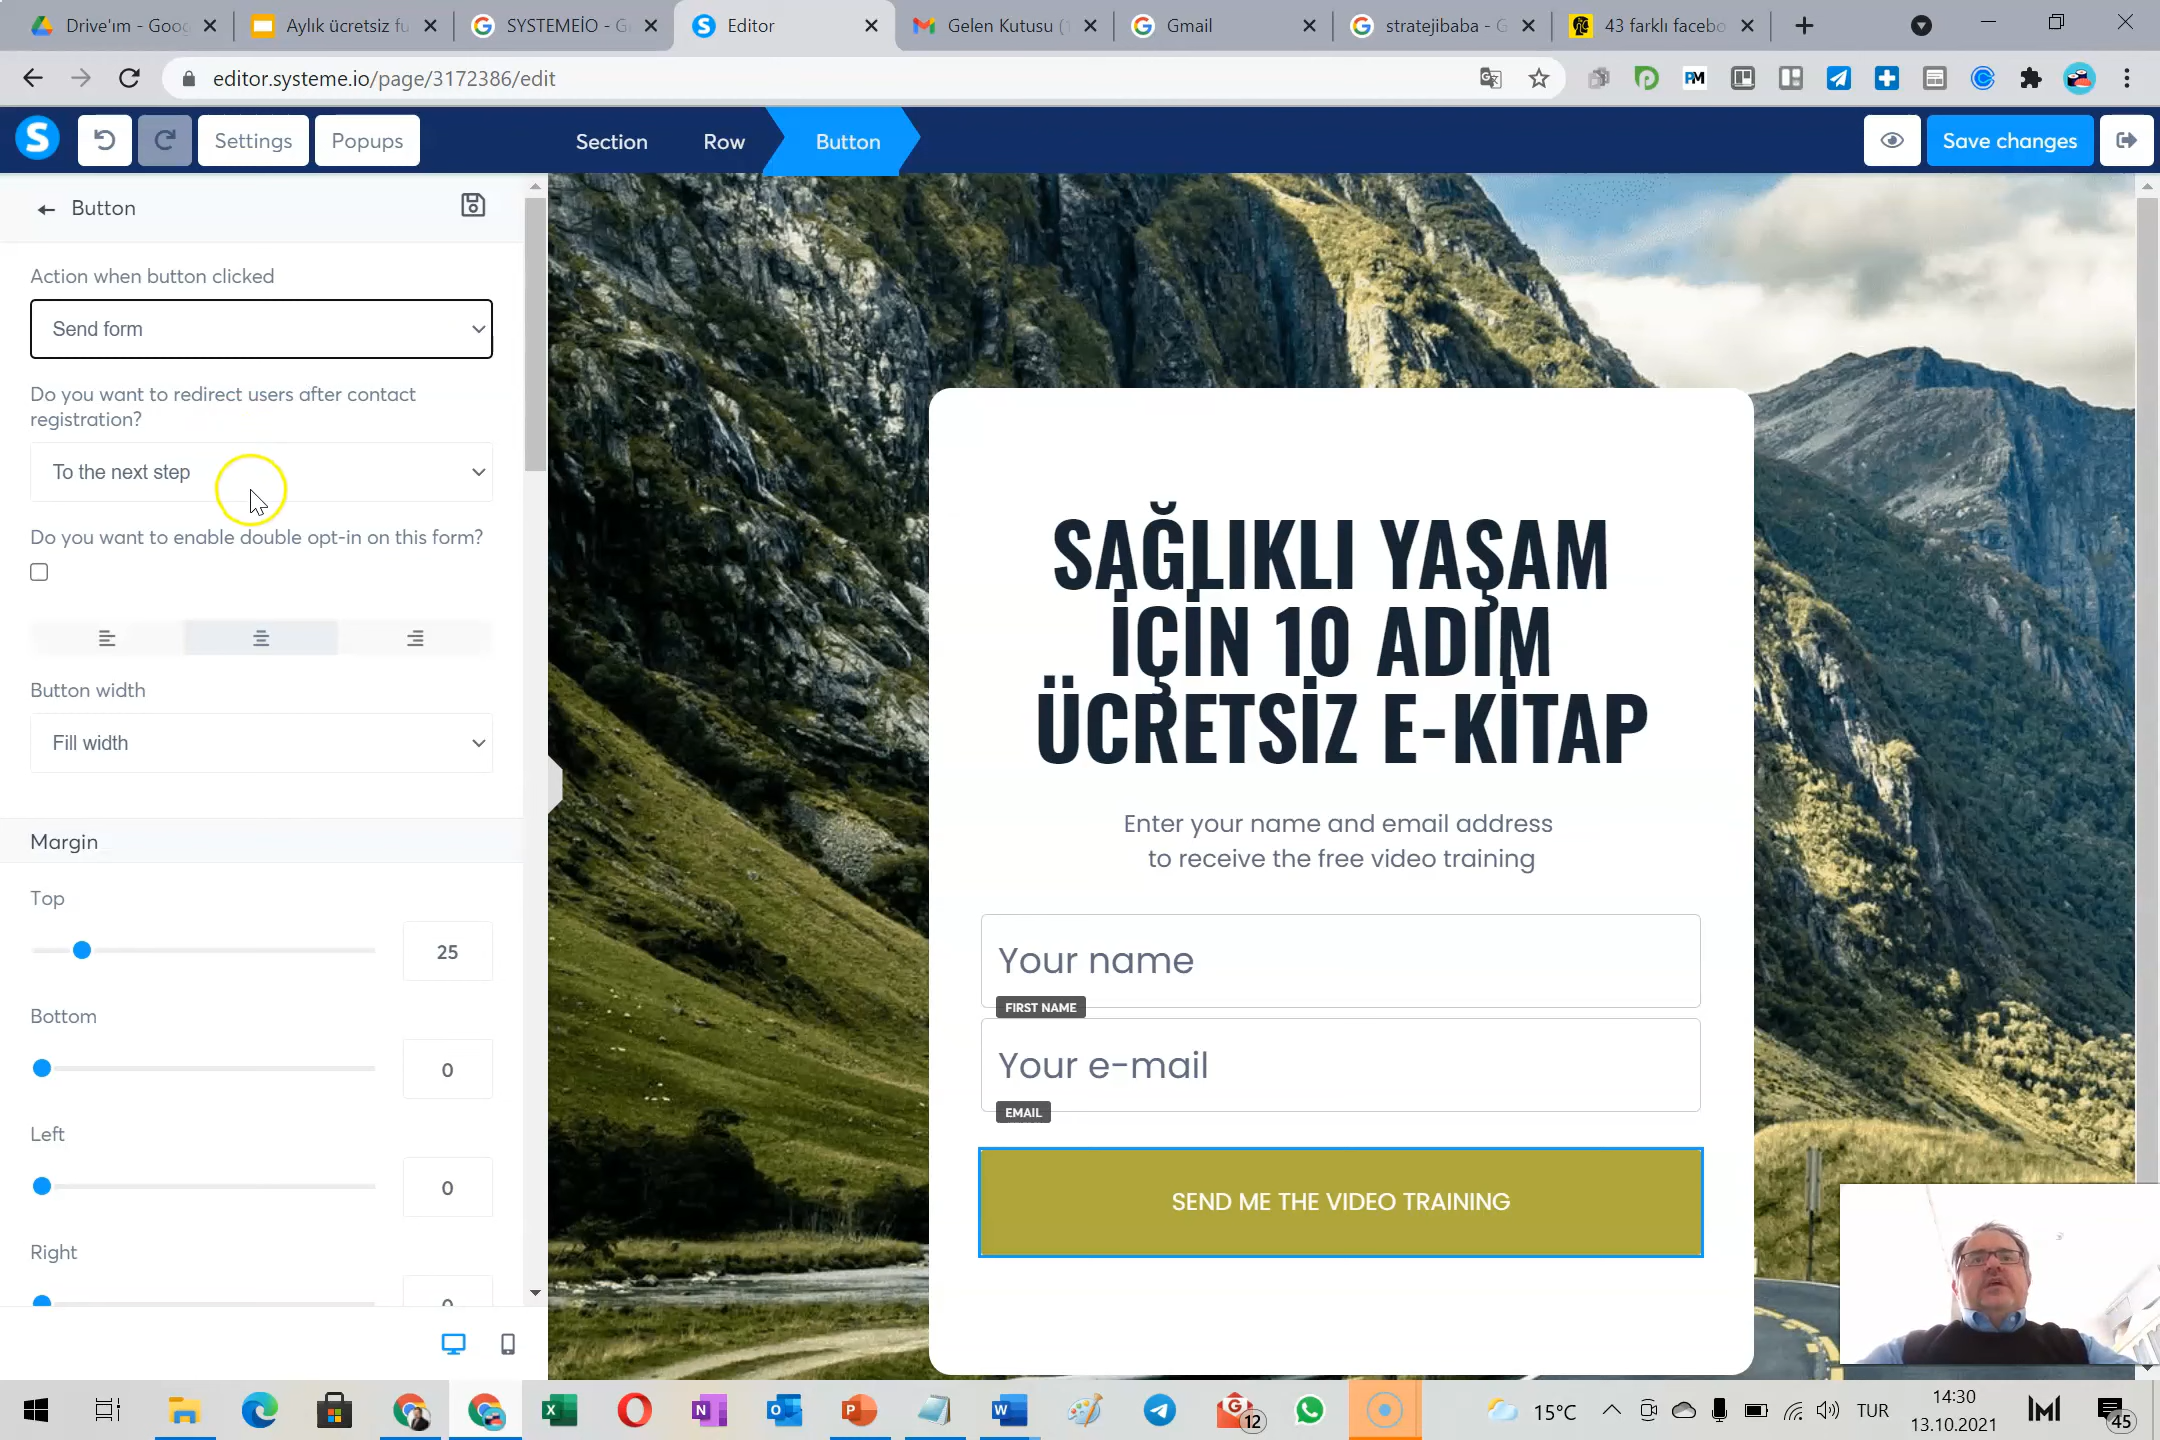 Drive'ım - Goog
Aylık ücretsiz fu
SYSTEMEİO - G
Editor
Gelen Kutusu (1
Gmail
stratejibaba - G
43 farklı facebo
editor.systeme.io/page/3172386/edit
PM
S
Settings
Popups
Section
Row
Button
Save changes
Button
Action when button clicked
Send form
Do you want to redirect users after contact
registration?
To the next step
Do you want to enable double opt-in on this form?
Button width
Fill width
Margin
Top
25
Bottom
0
Left
0
Right
0
SAĞLIKLI YAŞAM
İÇİN 10 ADIM
ÜCRETSİZ E-KİTAP
Enter your name and email address
to receive the free video training
Your name
FIRST NAME
Your e-mail
EMAIL
SEND ME THE VIDEO TRAINING
12
15°C
TUR
14:30
13.10.2021
45